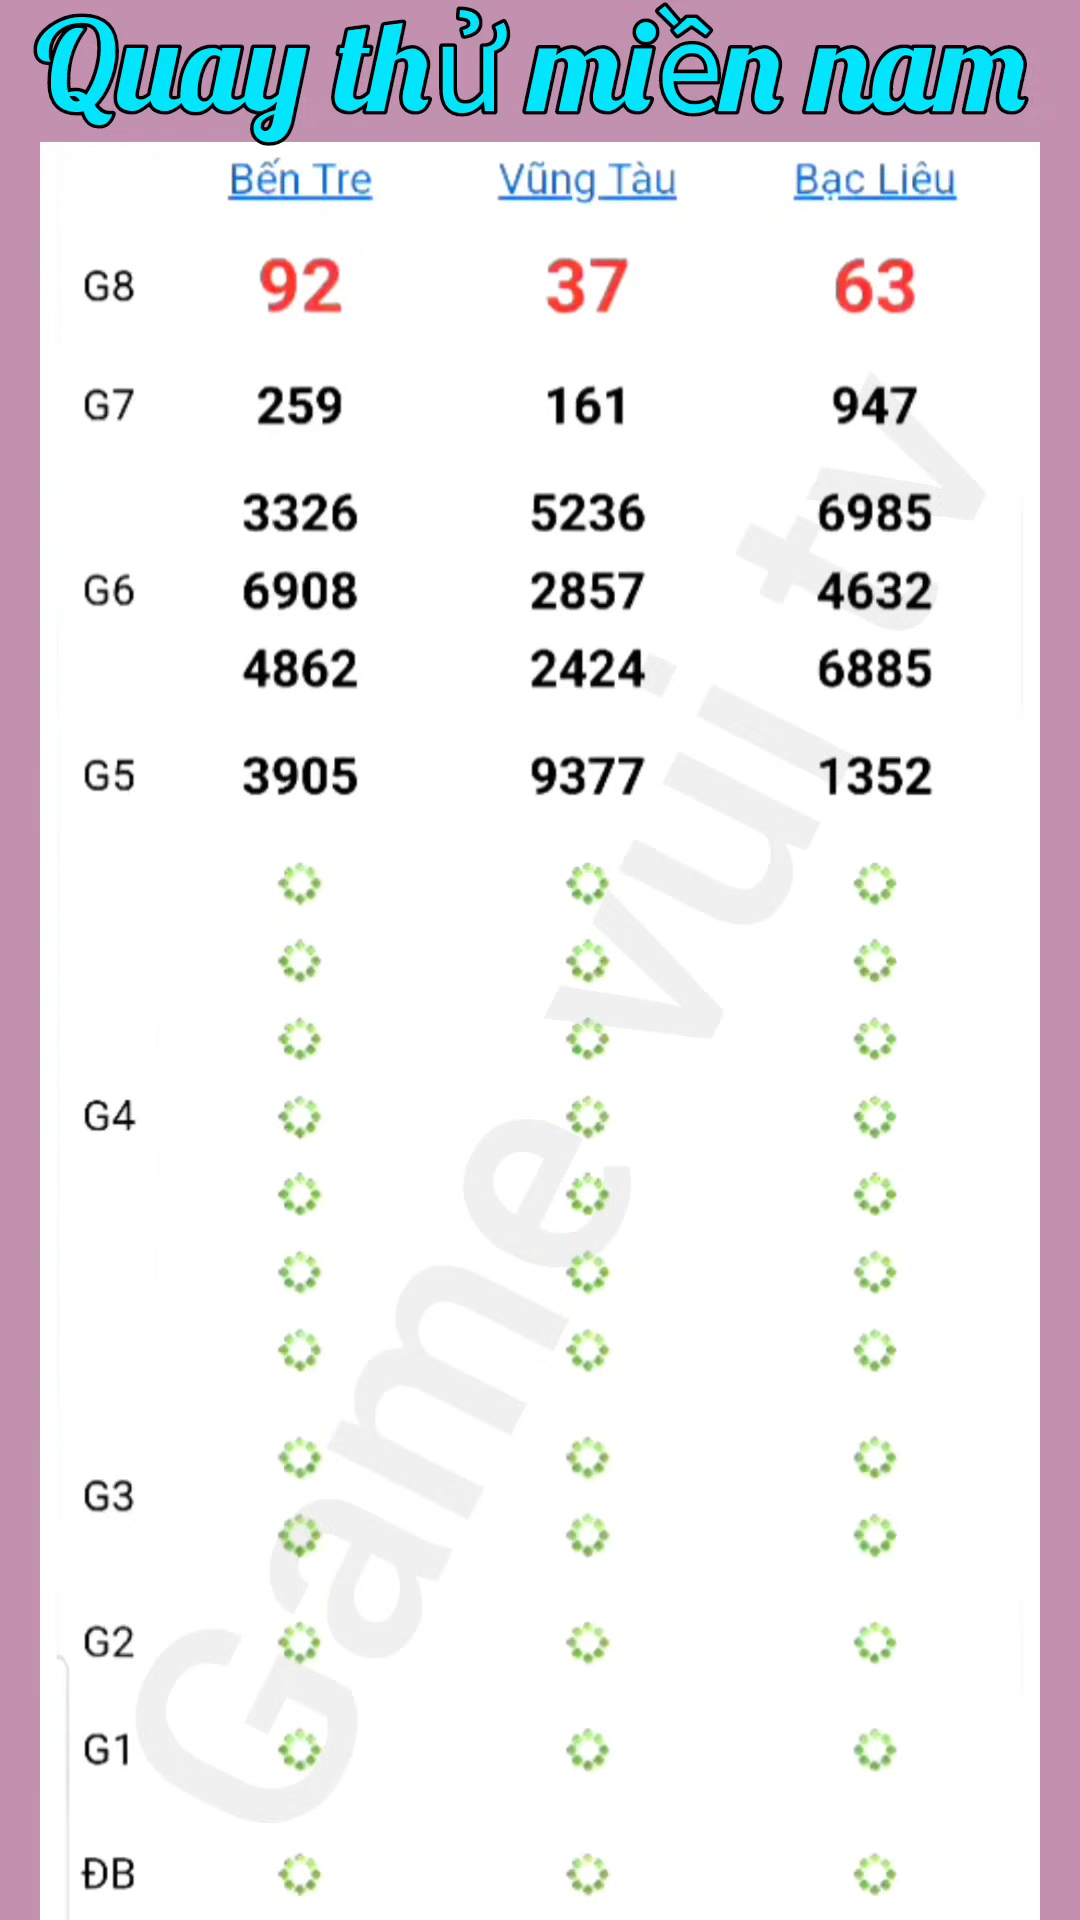 Quay thử miền nam
Bến Tre Vũng Tàu Bạc Liêu
G8 92 37 63
G7 259 161 947
3326 5236 6985
G6 6908 2857 4632
4862 2424 6885
G5 3905 9377 1352
G4
G3
G2
G1
ĐB
Game vui tv